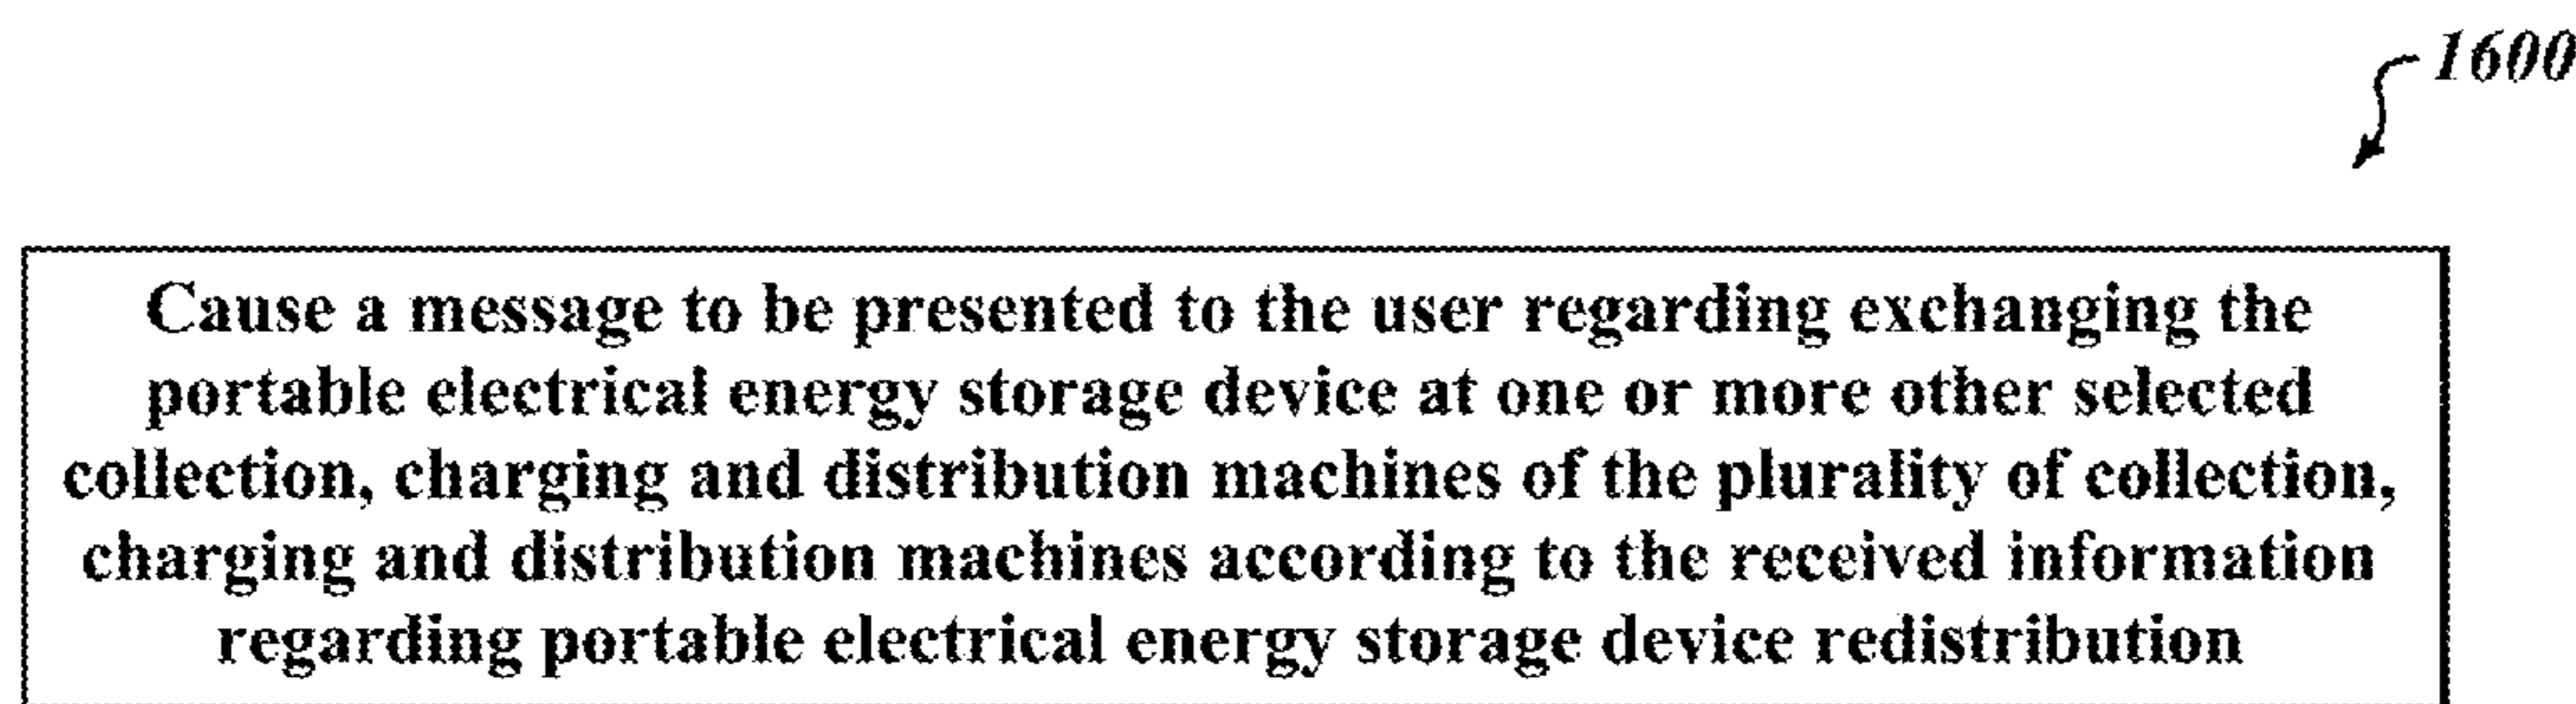 1600
Cause a message to be presented to the user regarding exchanging the
portable electrical energy storage device at one or more other selected
collection, charging and distribution machines of the plurality of collection,
charging and distribution machines according to the received information
regarding portable electrical energy storage device redistribution